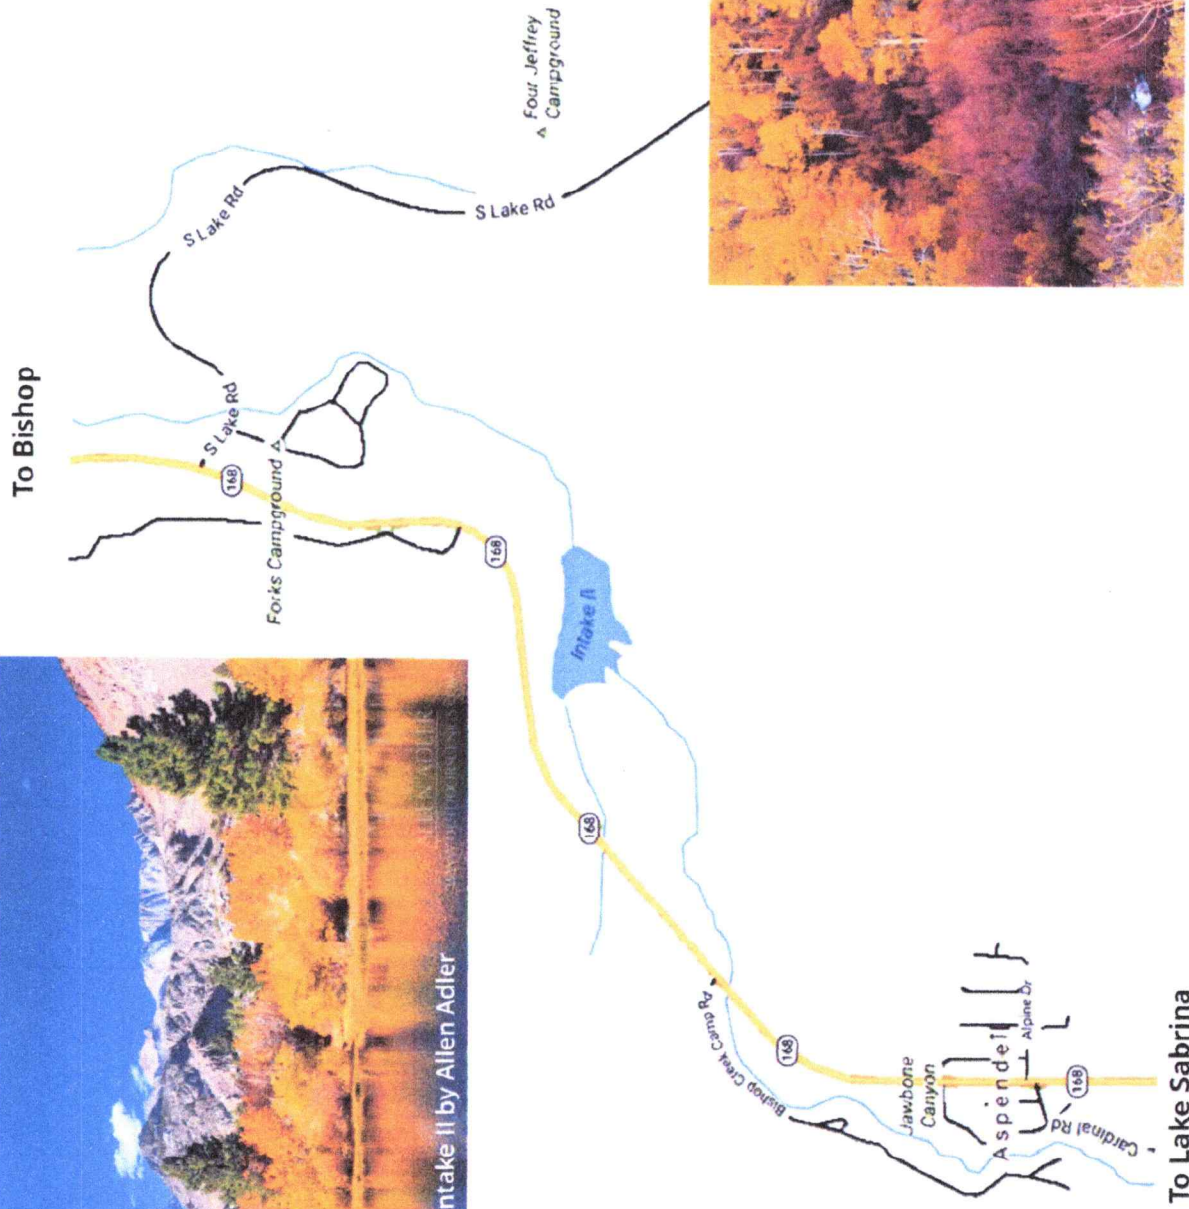 To Bishop
Four Jeffrey
Campground
S Lake Rd
S Lake Rd
S Lake Rd
168
Forks Campground
168
Intake II
168
ntake II by Allen Adler
Bishop Creek Camp Rd
168
Jawbone
Canyon
Aspendell
Alpine Dr
168
Cardinal Rd
To Lake Sabrina